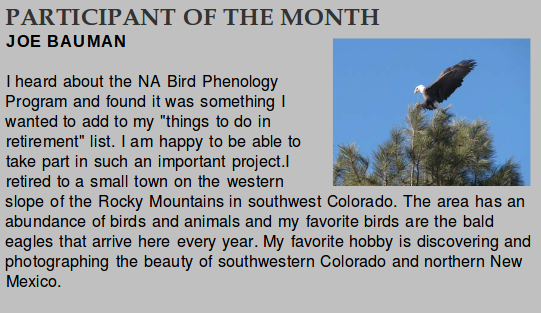 PARTICIPANT OF THE MONTH
JOE BAUMAN
I heard about the NA Bird Phenology
Program and found it was something I
wanted to add to my "things to do in
retirement" list. I am happy to be able to
take part in such an important project.I
retired to a small town on the western
slope of the Rocky Mountains in southwest Colorado. The area has an
abundance of birds and animals and my favorite birds are the bald
eagles that arrive here every year. My favorite hobby is discovering and
photographing the beauty of southwestern Colorado and northern New
Mexico.